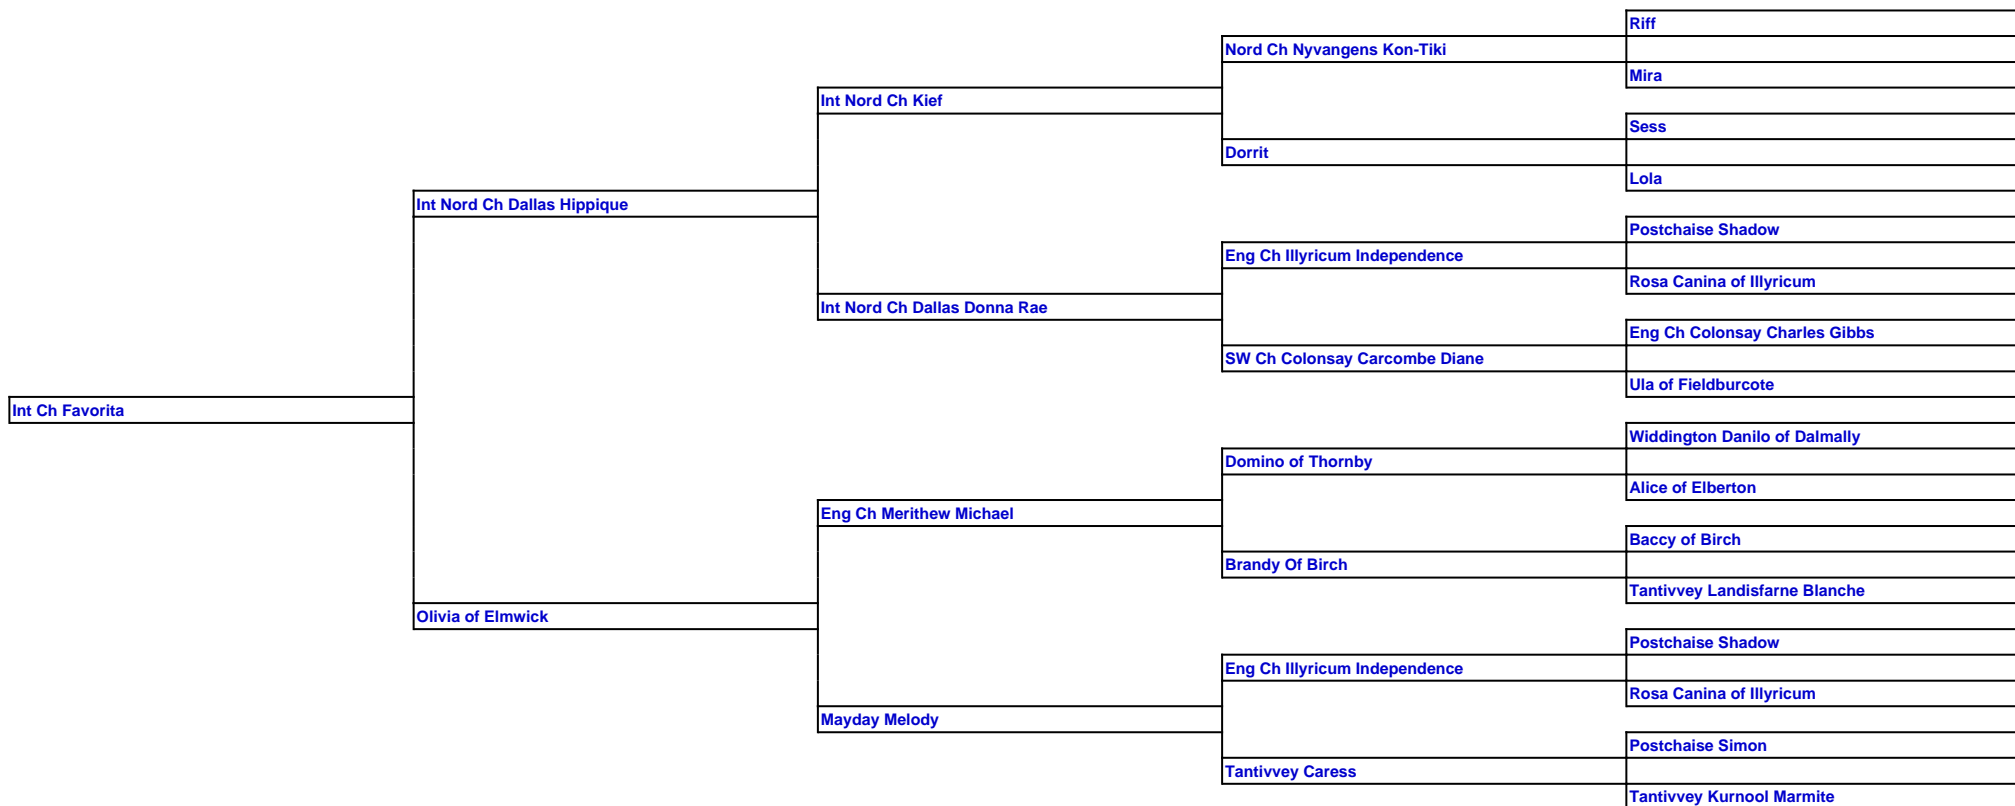 Riff
Nord Ch Nyvangens Kon-Tiki
Mira
Int Nord Ch Kief
Sess
Dorrit
Lola
Int Nord Ch Dallas Hippique
Postchaise Shadow
Eng Ch Illyricum Independence
Rosa Canina of Illyricum
Int Nord Ch Dallas Donna Rae
Eng Ch Colonsay Charles Gibbs
SW Ch Colonsay Carcombe Diane
Ula of Fieldburcote
Int Ch Favorita
Widdington Danilo of Dalmally
Domino of Thornby
Alice of Elberton
Eng Ch Merithew Michael
Baccy of Birch
Brandy Of Birch
Tantivvey Landisfarne Blanche
Olivia of Elmwick
Postchaise Shadow
Eng Ch Illyricum Independence
Rosa Canina of Illyricum
Mayday Melody
Postchaise Simon
Tantivvey Caress
Tantivvey Kurnool Marmite